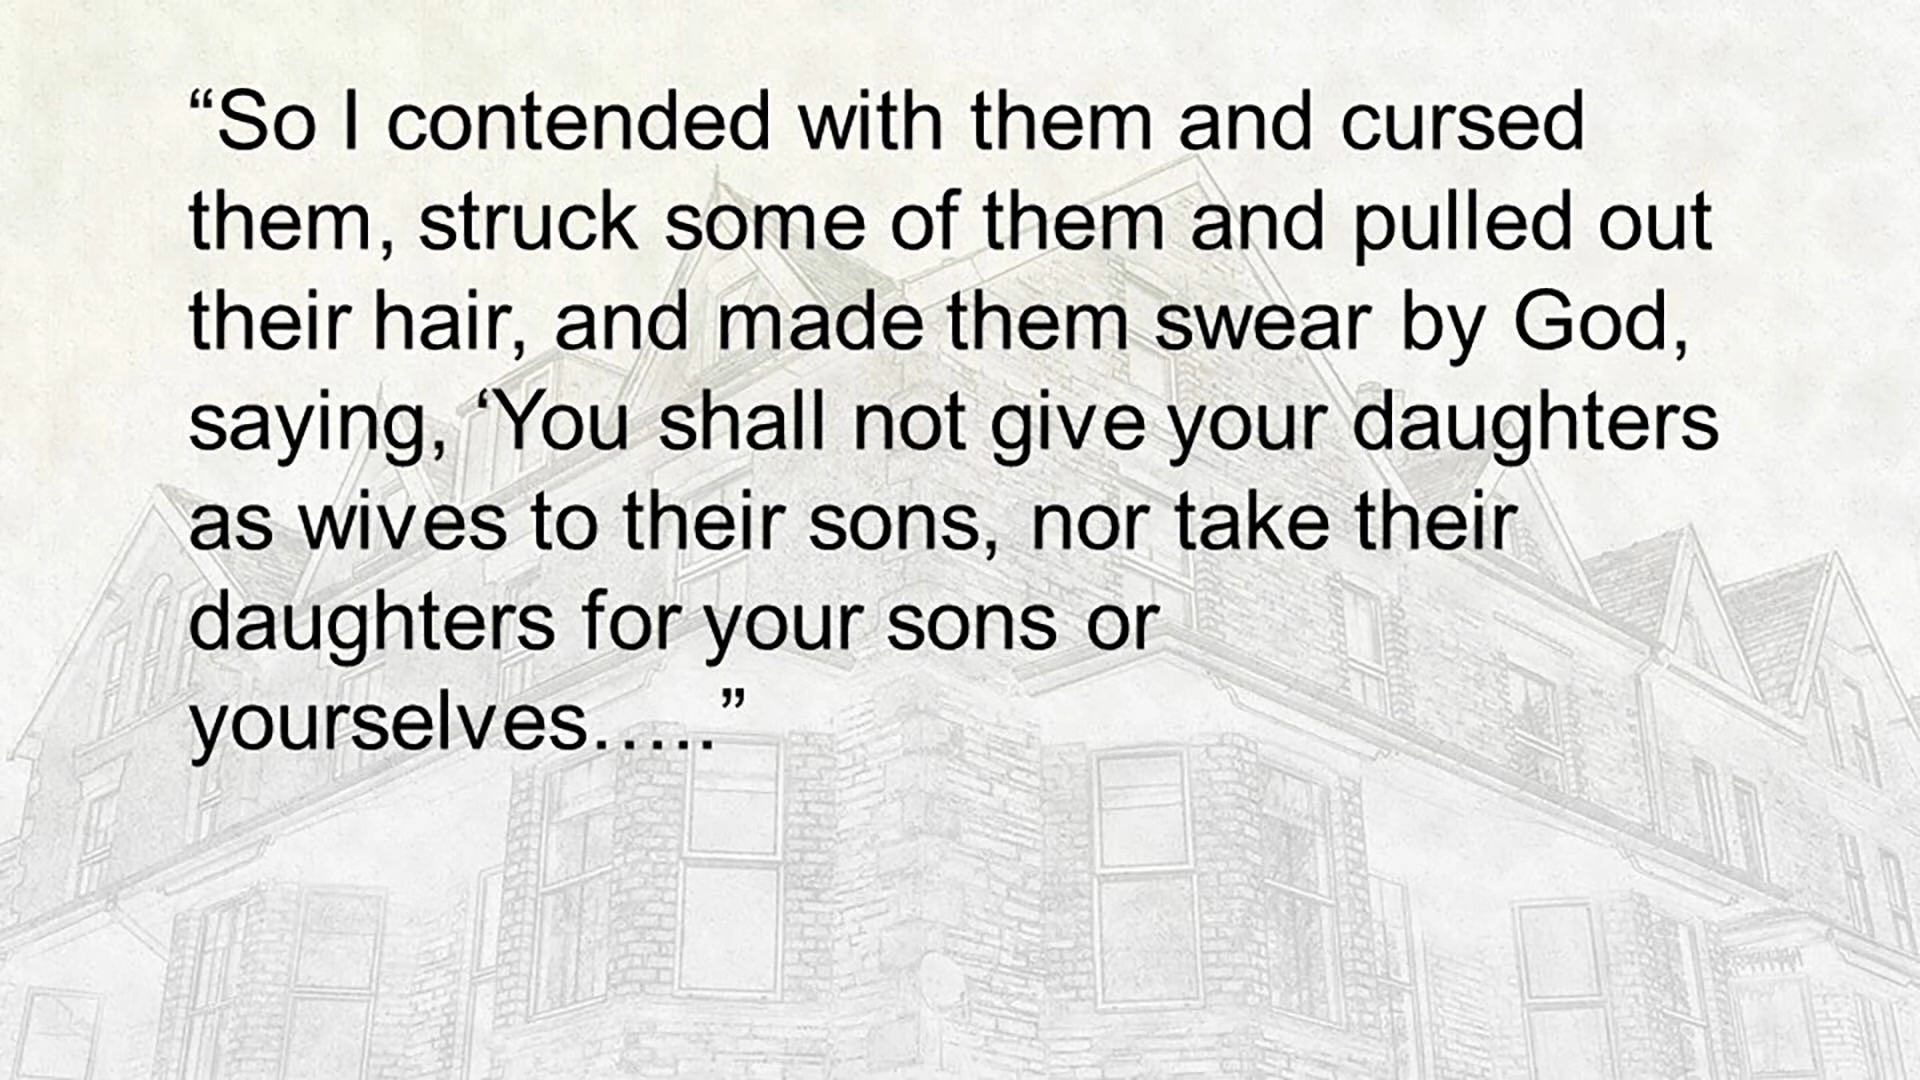 “So I contended with them and cursed
them, struck some of them and pulled out
their hair, and made them swear by God,
saying, ‘You shall not give your daughters
as wives to their sons, nor take their
daughters for your sons or
yourselves…..”